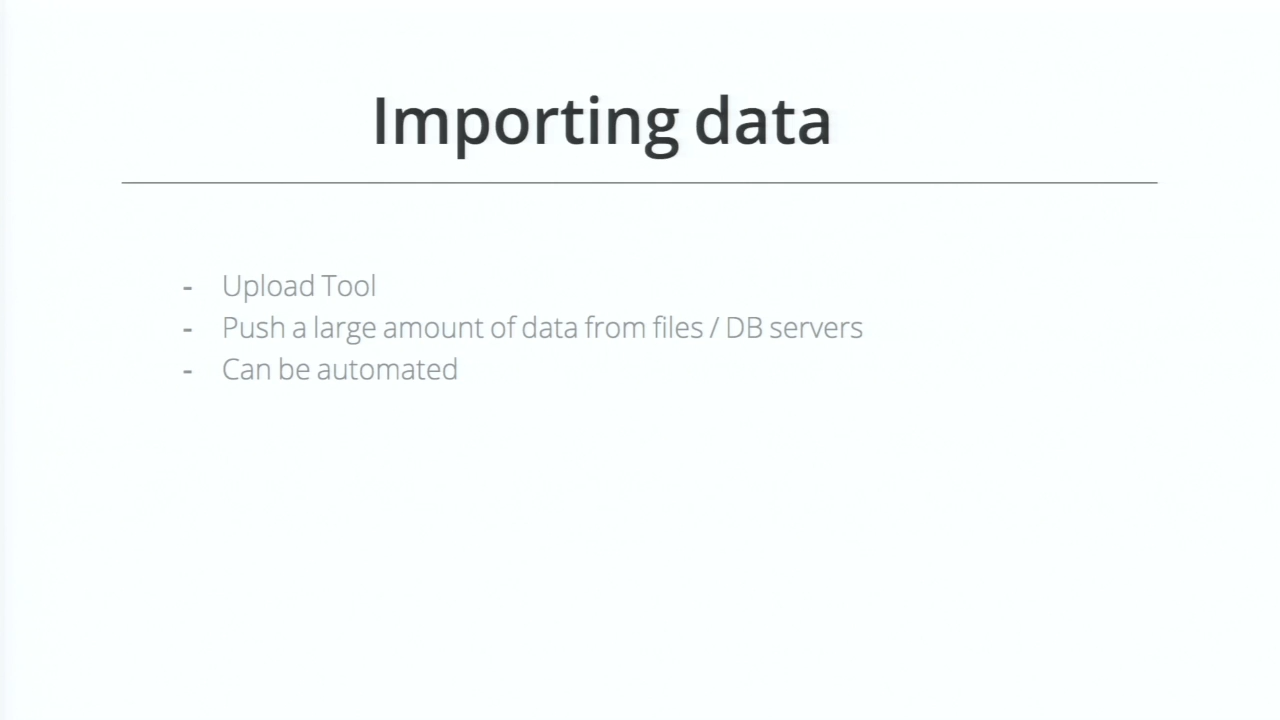 Importing data
- Upload Tool
- Push a large amount of data from files / DB servers
- Can be automated